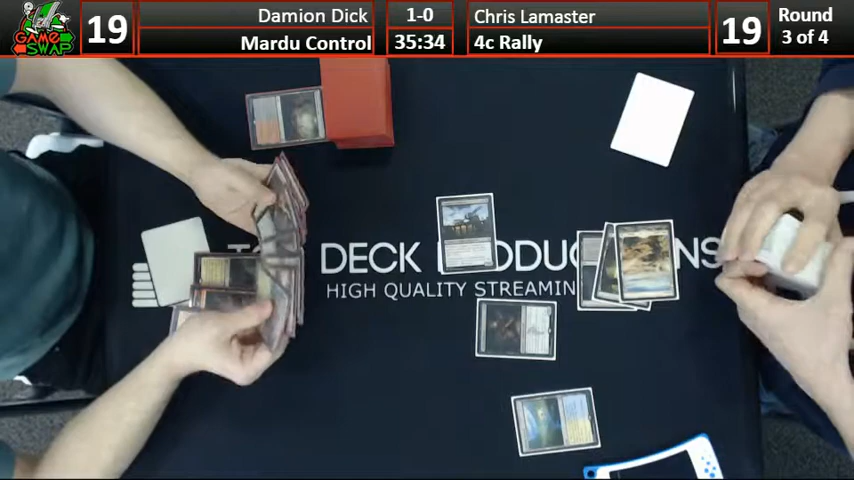 GAME
SWAP
19
Damion Dick
Mardu Control
1-0
35:34
Chris Lamaster
4c Rally
19
Round
3 of 4
DECK
HIGH QUALITY STREAMIN